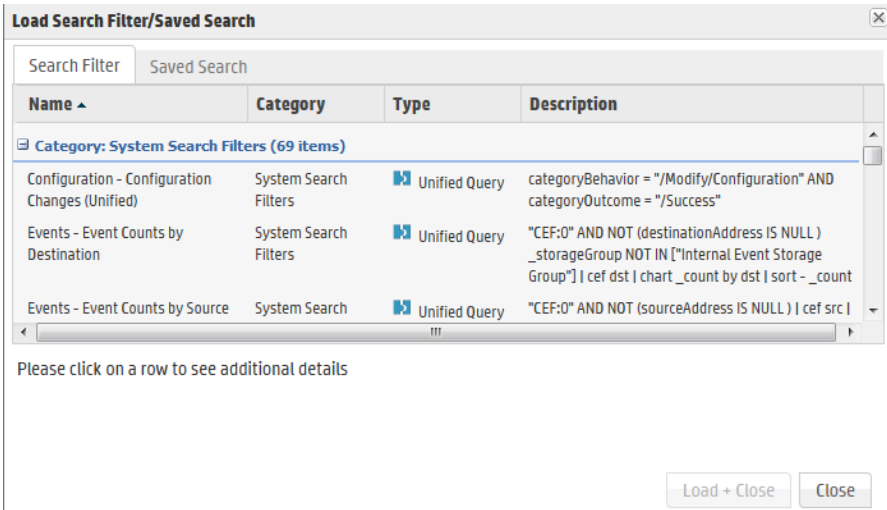 Load Search Filter/Saved Search
Search Filter Saved Search
Name Category Type Description
Category: System Search Filters (69 items)
Configuration - Configuration System Search Unified Query categoryBehavior = "/Modify/Configuration" AND
Changes (Unified) Filters categoryOutcome = "/Success"
Events - Event Counts by System Search Unified Query "CEF:0" AND NOT (destinationAddress IS NULL )
Destination Filters _storageGroup NOT IN ["Internal Event Storage
Group"] | cef dst | chart _count by dst | sort - _count
Events - Event Counts by Source System Search Unified Query "CEF:0" AND NOT (sourceAddress IS NULL ) | cef src |
Please click on a row to see additional details
Load + Close Close